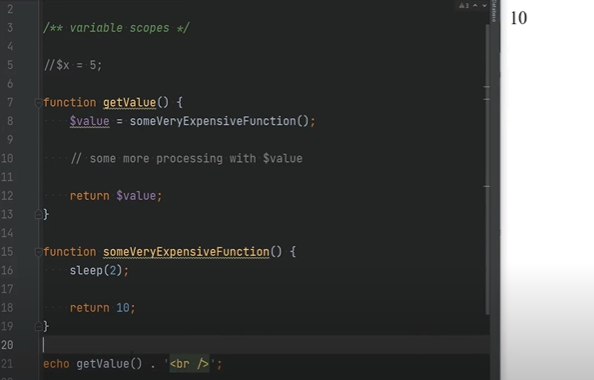 2
3 /** variable scopes */
4
5 //$x = 5;
6
7 function getValue() {
8 $value = someVeryExpensiveFunction();
9
10 // some more processing with $value
11
12 return $value;
13 }
14
15 function someVeryExpensiveFunction() {
16 sleep(2);
17
18 return 10;
19 }
20
21 echo getValue() . '<br />';
10